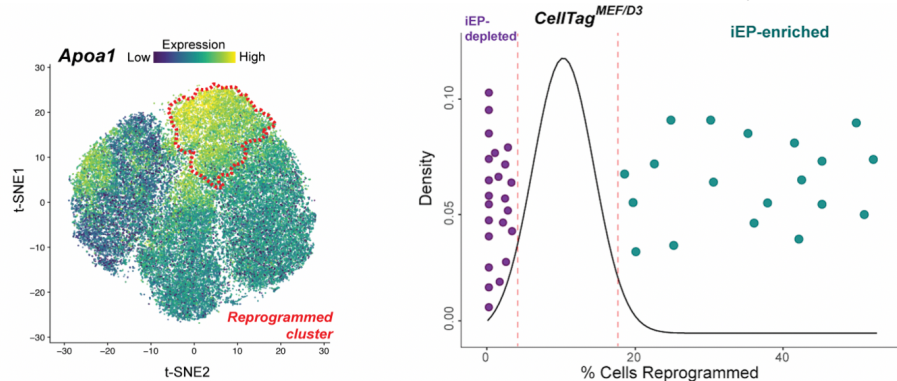 Apoa1
Expression
Low High
30
20
10
0
−10
−20
−30
t-SNE1
−30 −20 −10 0 10 20 30
t-SNE2
Reprogrammed
cluster
iEP-
depleted
CellTagMEF/D3
iEP-enriched
0.10
0.05
0.00
Density
0 20 40
% Cells Reprogrammed